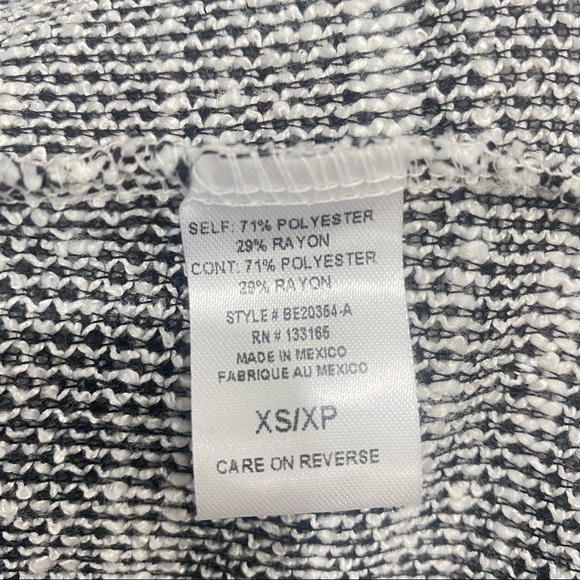 SELF: 71% POLYESTER
29% RAYON
CONT: 71% POLYESTER
29% RAYON
STYLE # BE20354-A
RN # 133165
MADE IN MEXICO
FABRIQUE AU MEXICO
XS/XP
CARE ON REVERSE